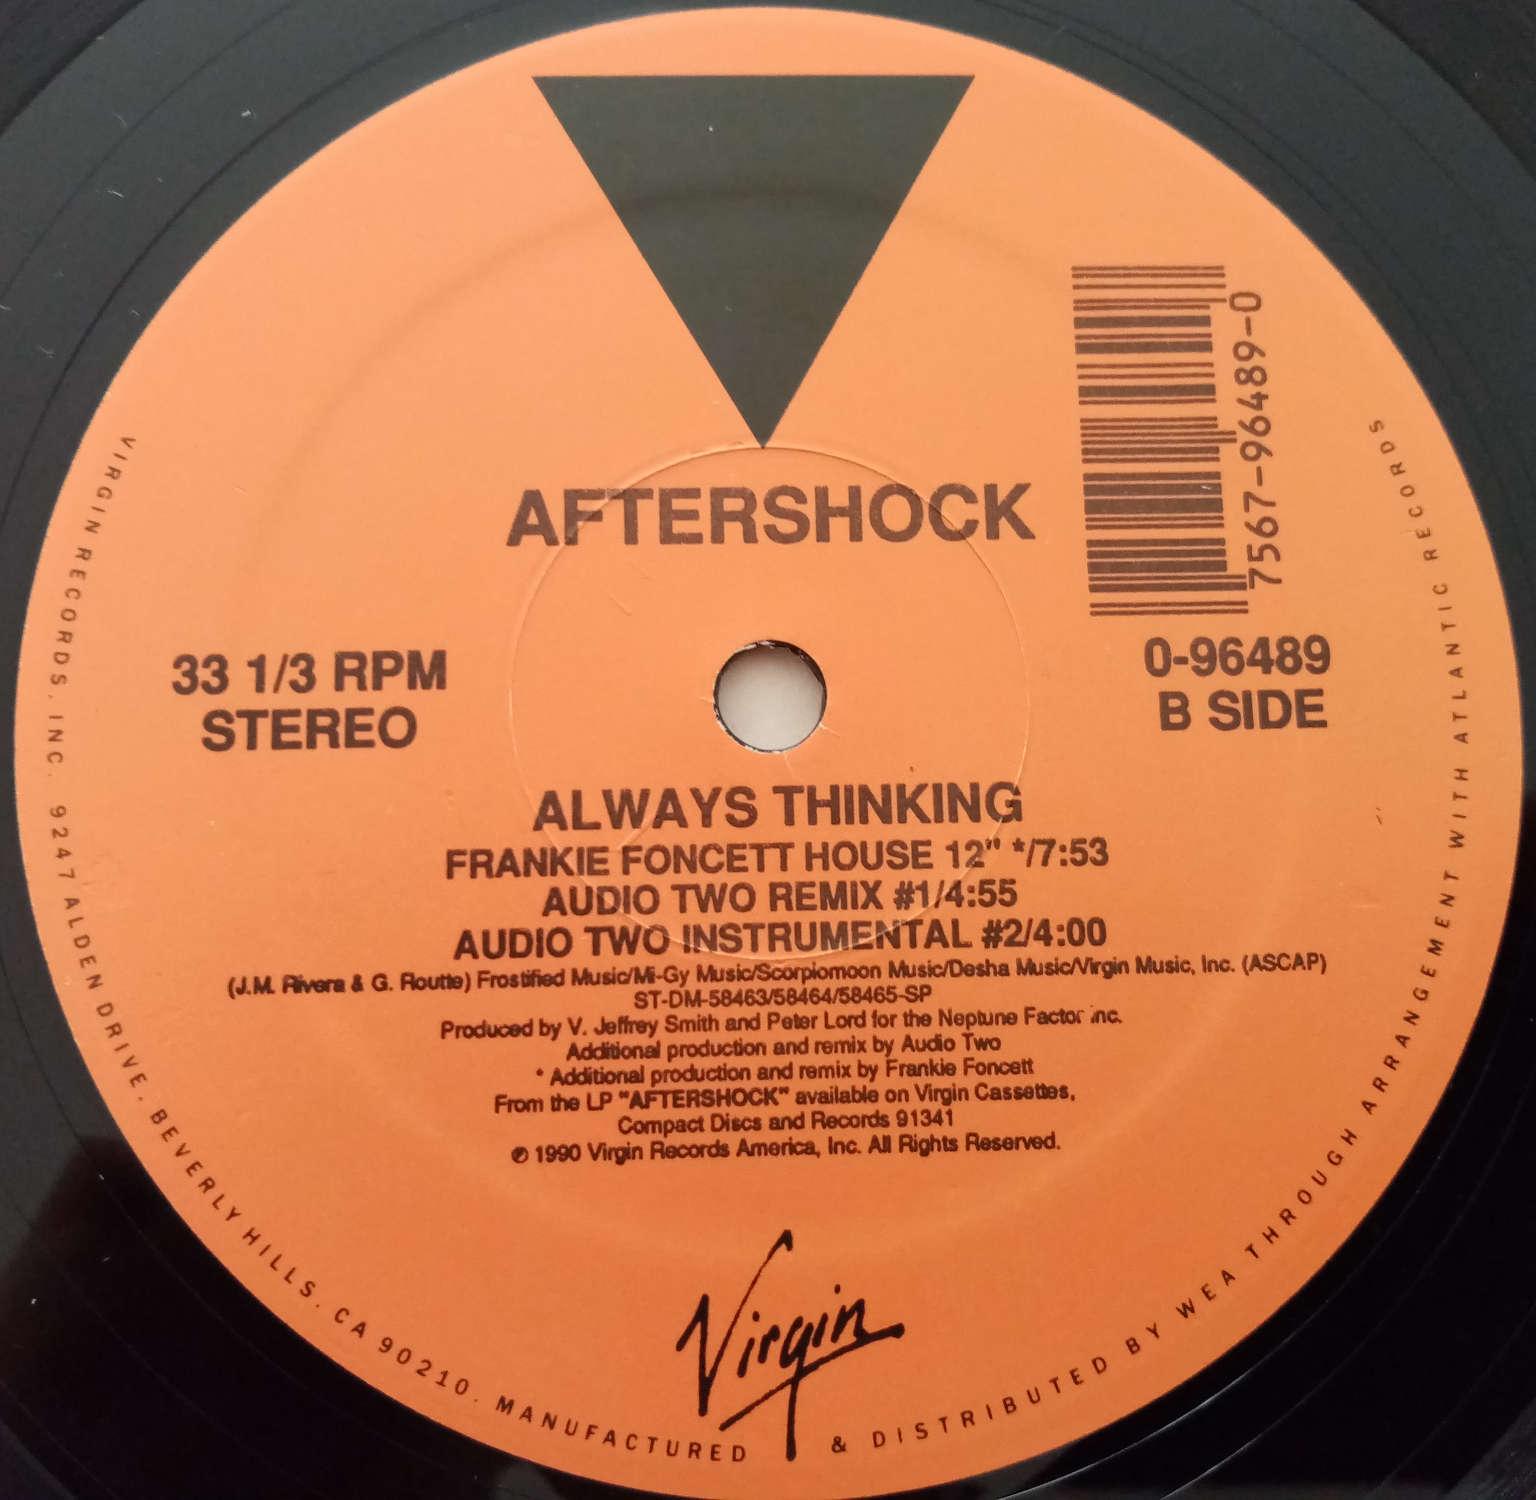 AFTERSHOCK
7567-96489-0
33 1/3 RPM
STEREO
0-96489
B SIDE
ALWAYS THINKING
FRANKIE FONCETT HOUSE 12" */7:53
AUDIO TWO REMIX #1/4:55
AUDIO TWO INSTRUMENTAL #2/4:00
(J.M. Rivera & G. Routte) Frostified Music/Mi-Gy Music/Scorpiomoon Music/Desha Music/Virgin Music, Inc. (ASCAP)
ST-DM-58463/58464/58465-SP
Produced by V. Jeffrey Smith and Peter Lord for the Neptune Factor inc.
Additional production and remix by Audio Two
* Additional production and remix by Frankie Foncett
From the LP "AFTERSHOCK" available on Virgin Cassettes,
Compact Discs and Records 91341
℗ 1990 Virgin Records America, Inc. All Rights Reserved.
Virgin
VIRGIN RECORDS, INC. 9247 ALDEN DRIVE, BEVERLY HILLS, CA 90210. MANUFACTURED & DISTRIBUTED BY WEA THROUGH ARRANGEMENT WITH ATLANTIC RECORDS